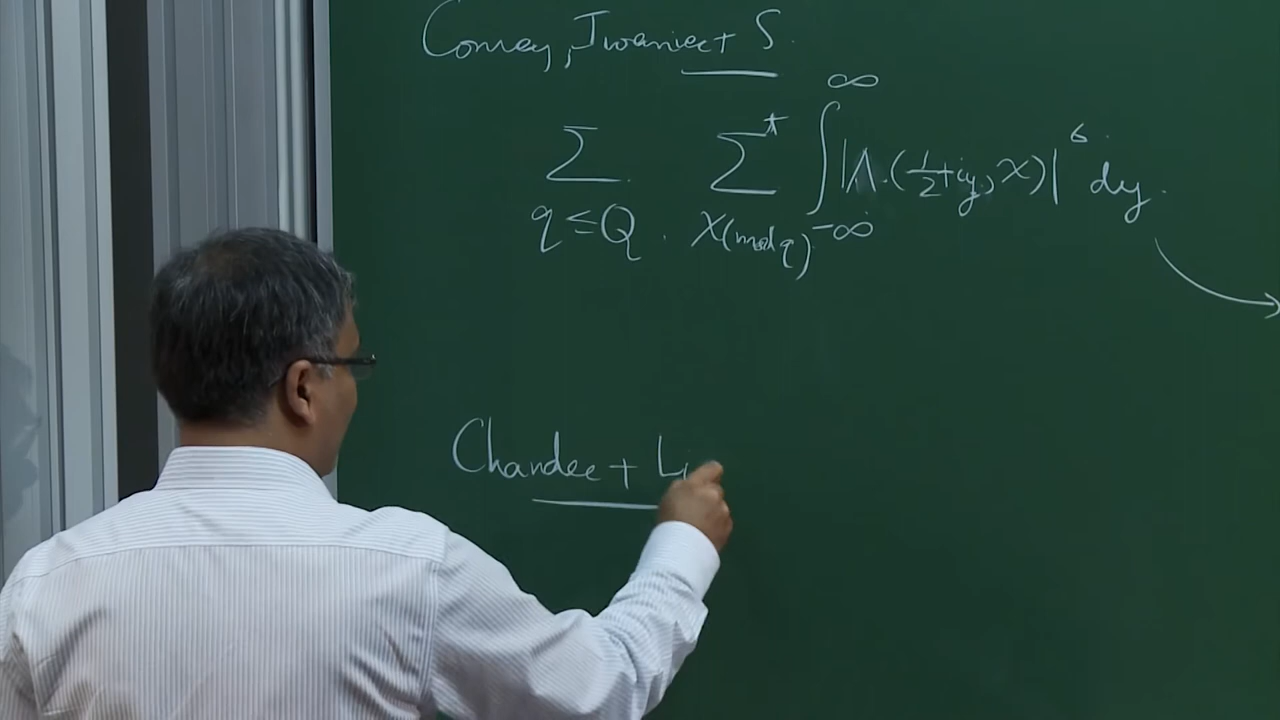 Conrey, Iwaniec + S.
∞
∑ ∑* ∫ |Λ(½+iy, χ)|⁶ dy.
q ≤ Q. χ(mod q) -∞
Chandee + Li